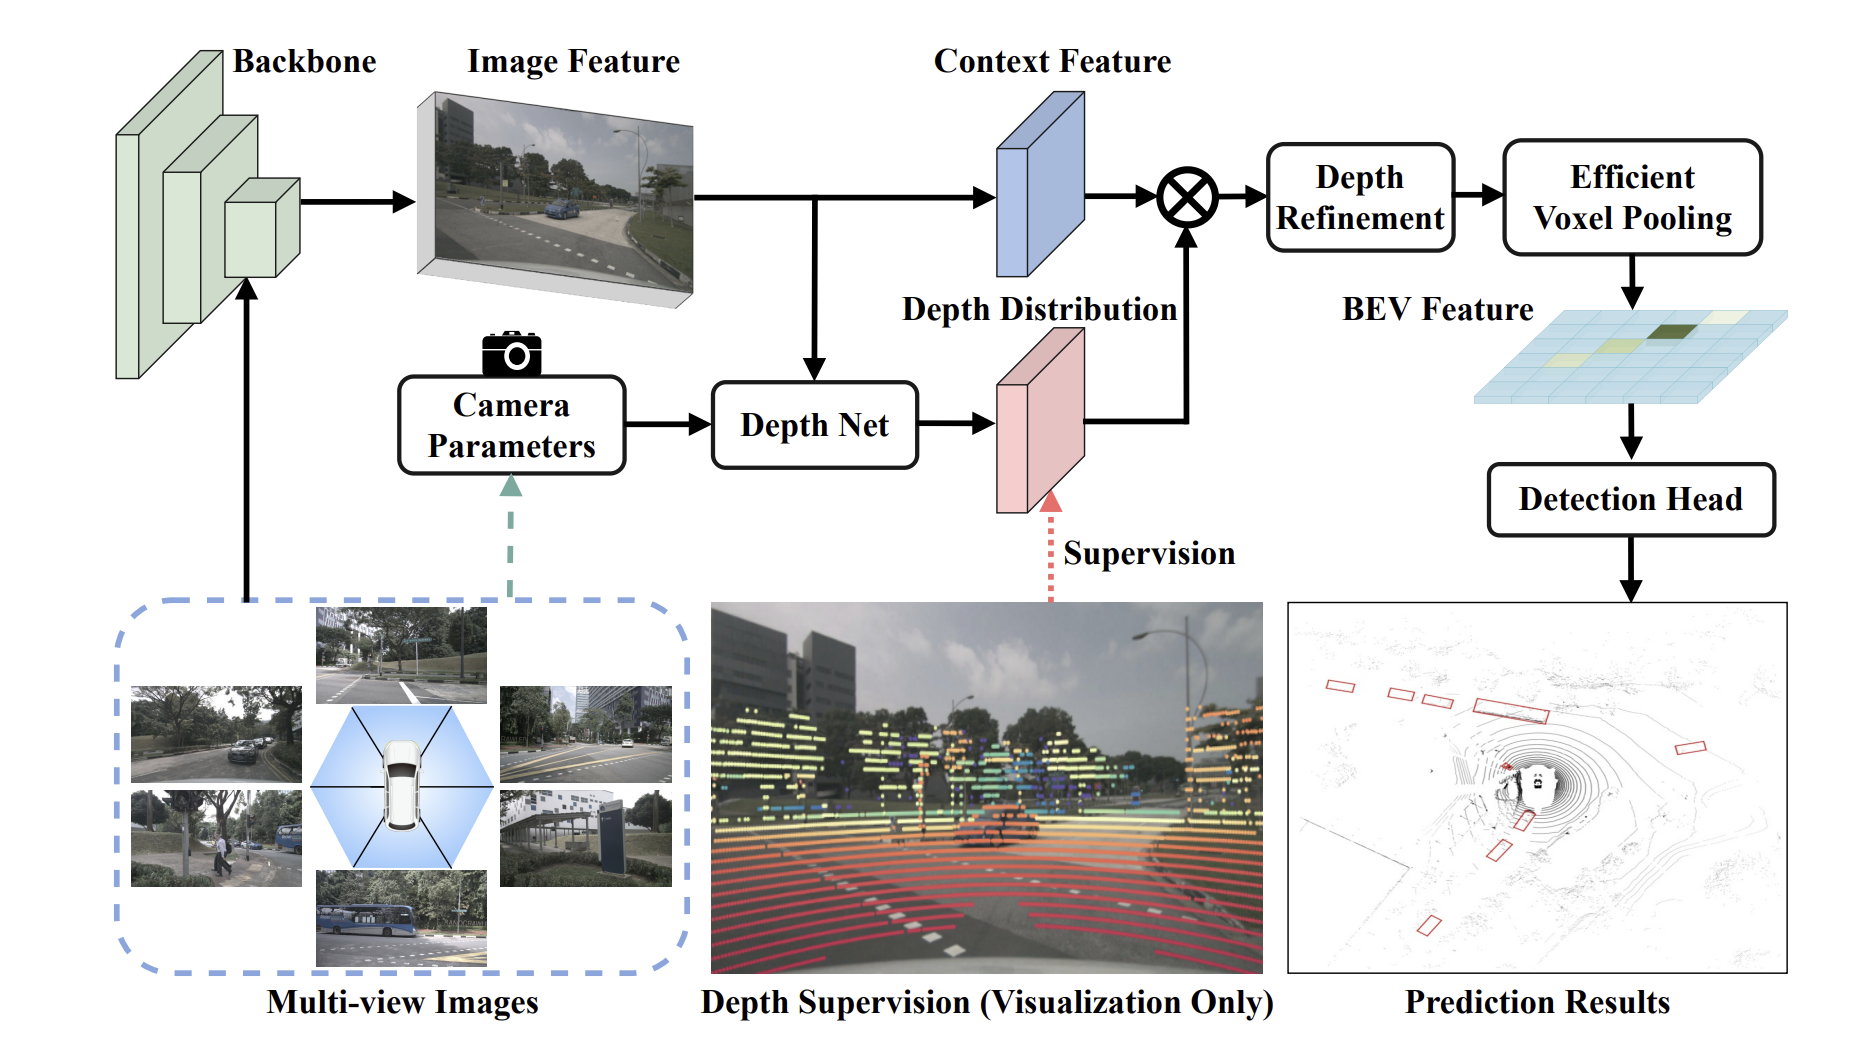 Backbone
Image Feature
Context Feature
Depth
Refinement
Efficient
Voxel Pooling
Depth Distribution
BEV Feature
Camera
Parameters
Depth Net
Detection Head
Supervision
Multi-view Images
Depth Supervision (Visualization Only)
Prediction Results